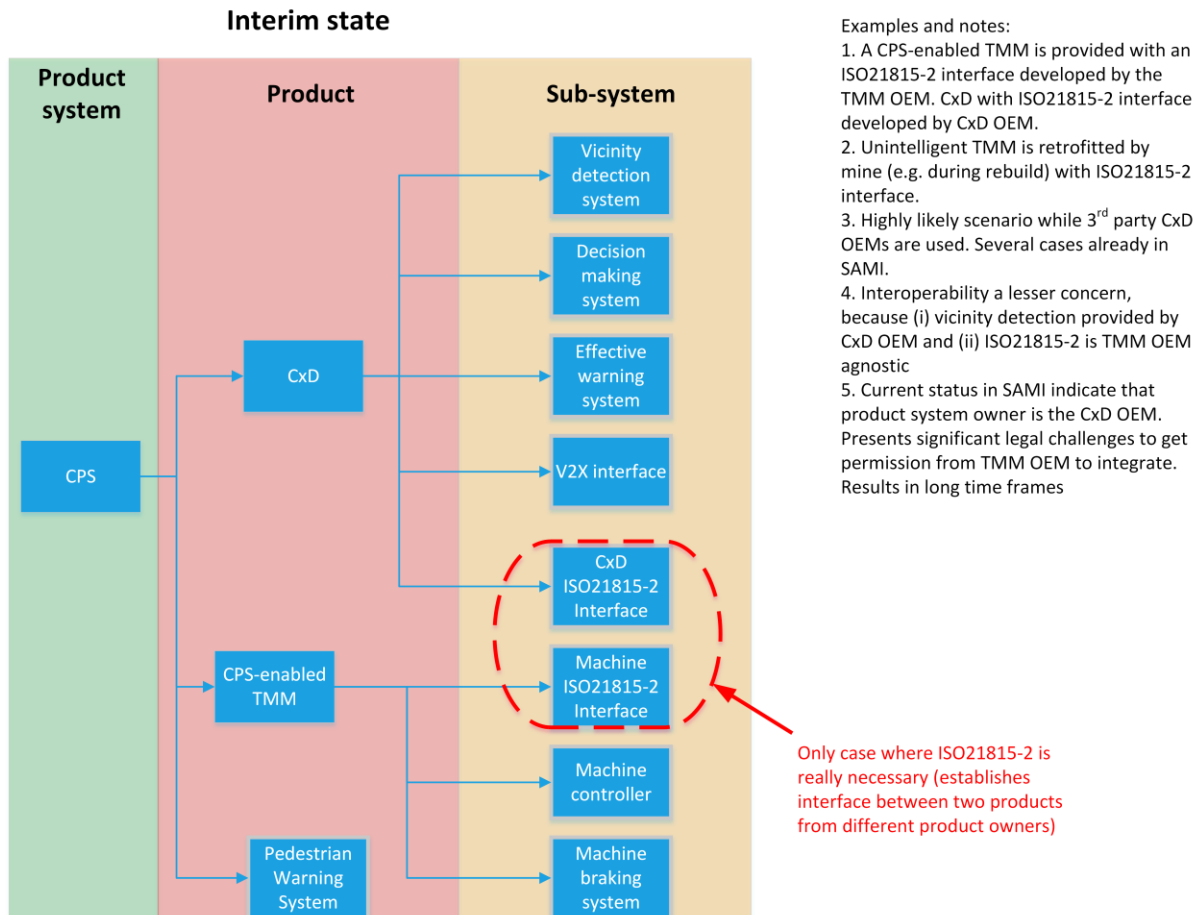 Interim state
Product
system
Product
Sub-system
Vicinity
detection
system
Decision
making
system
Effective
warning
system
CxD
V2X interface
CPS
CxD
ISO21815-2
Interface
CPS-enabled
TMM
Machine
ISO21815-2
Interface
Machine
controller
Pedestrian
Warning
System
Machine
braking
system
Examples and notes:
1. A CPS-enabled TMM is provided with an
ISO21815-2 interface developed by the
TMM OEM. CxD with ISO21815-2 interface
developed by CxD OEM.
2. Unintelligent TMM is retrofitted by
mine (e.g. during rebuild) with ISO21815-2
interface.
3. Highly likely scenario while 3rd party CxD
OEMs are used. Several cases already in
SAMI.
4. Interoperability a lesser concern,
because (i) vicinity detection provided by
CxD OEM and (ii) ISO21815-2 is TMM OEM
agnostic
5. Current status in SAMI indicate that
product system owner is the CxD OEM.
Presents significant legal challenges to get
permission from TMM OEM to integrate.
Results in long time frames
Only case where ISO21815-2 is
really necessary (establishes
interface between two products
from different product owners)